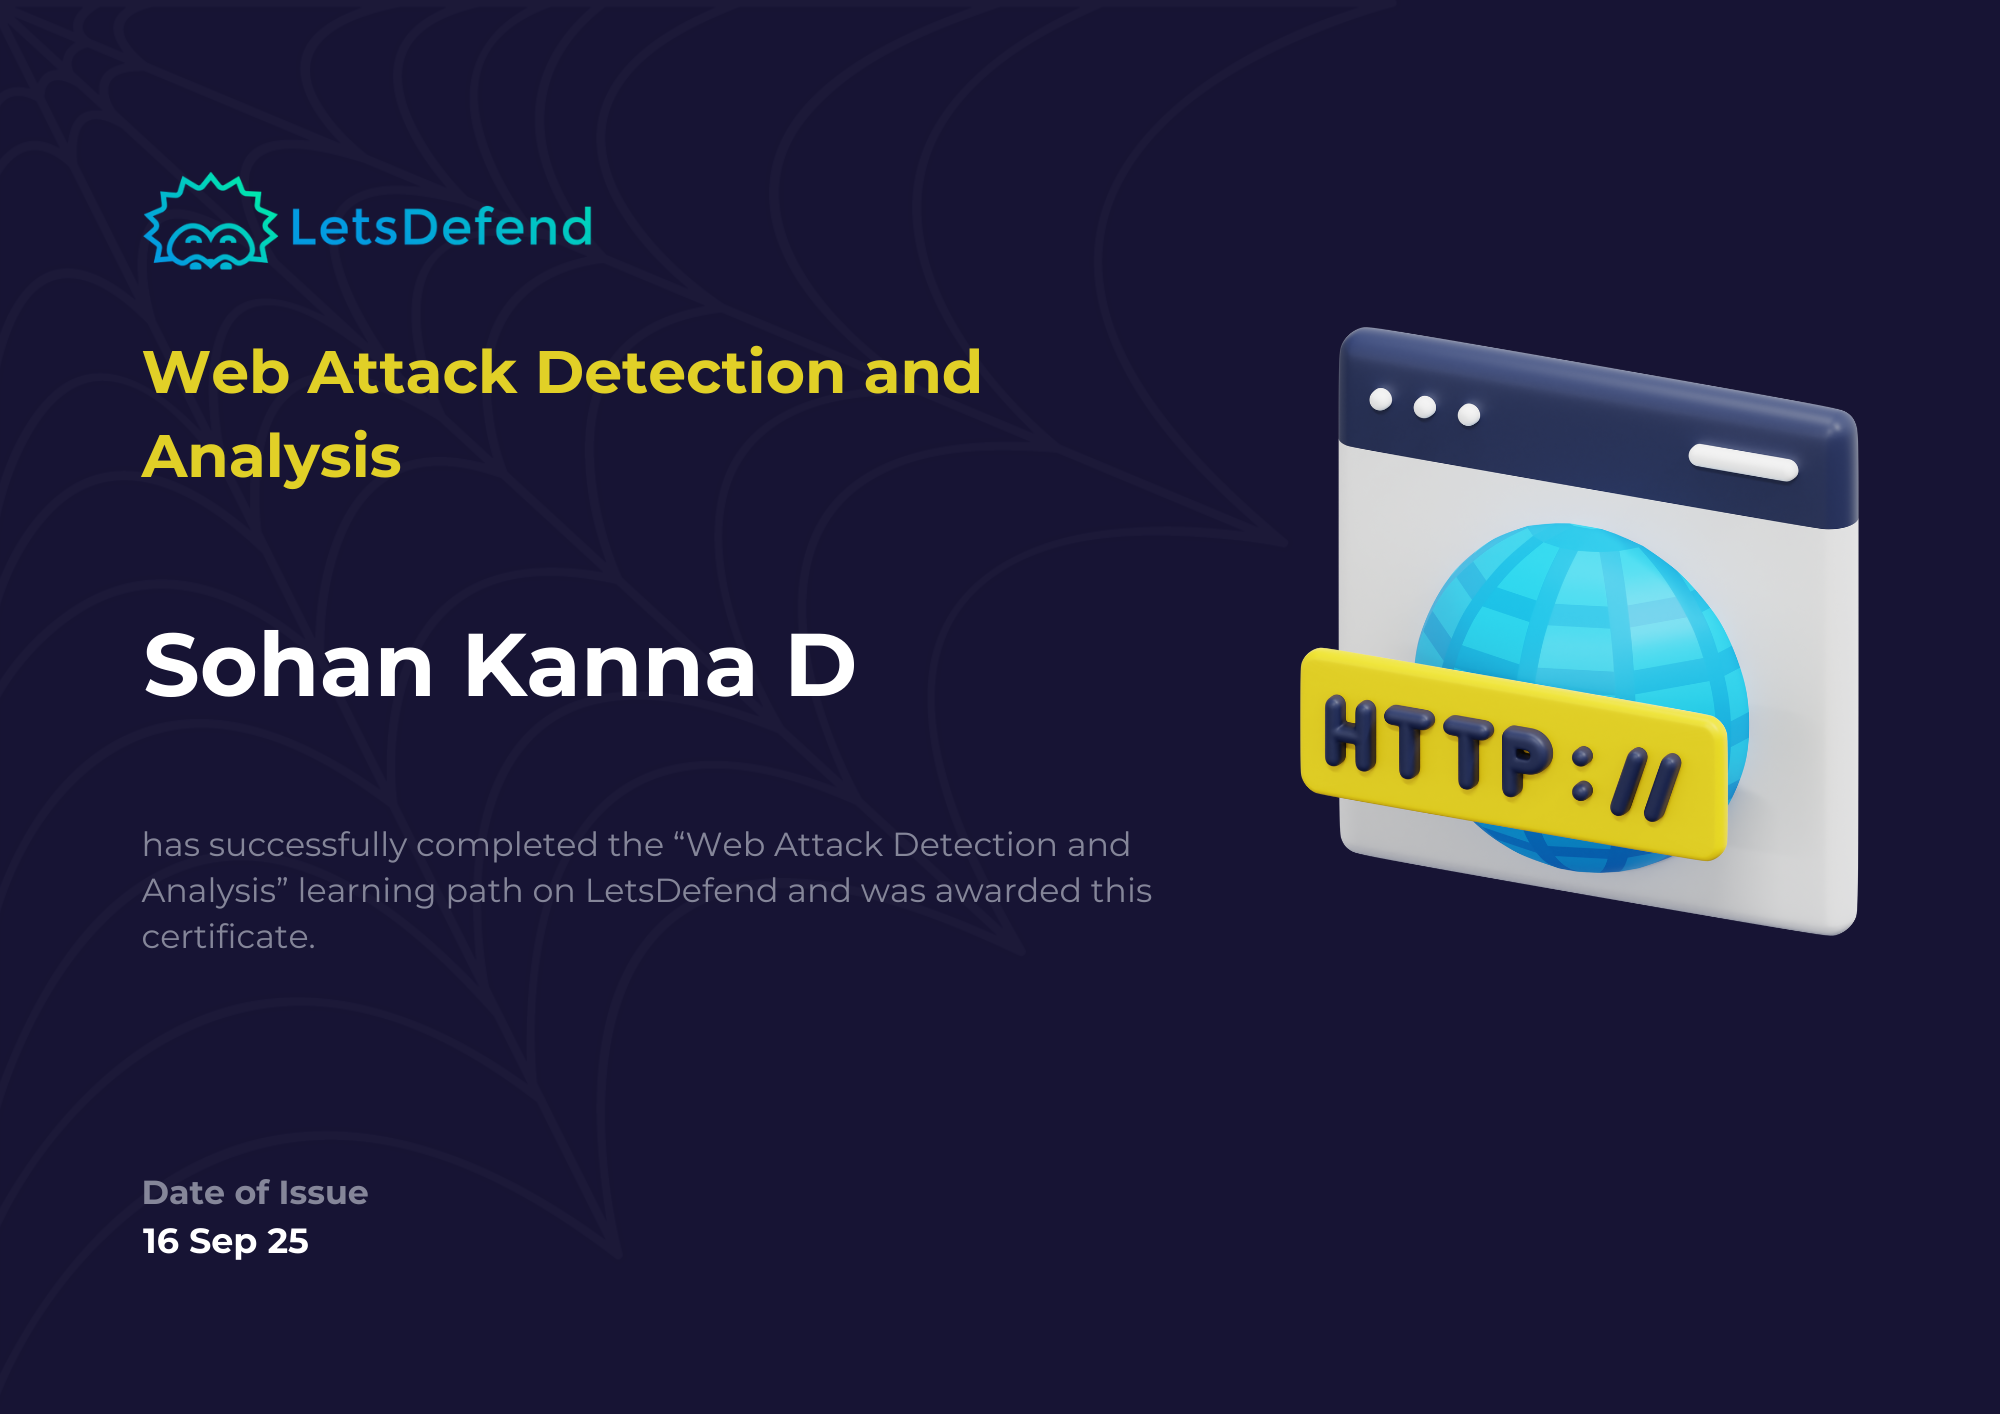 LetsDefend
Web Attack Detection and
Analysis
Sohan Kanna D
HTTP://
has successfully completed the “Web Attack Detection and
Analysis” learning path on LetsDefend and was awarded this
certificate.
Date of Issue
16 Sep 25